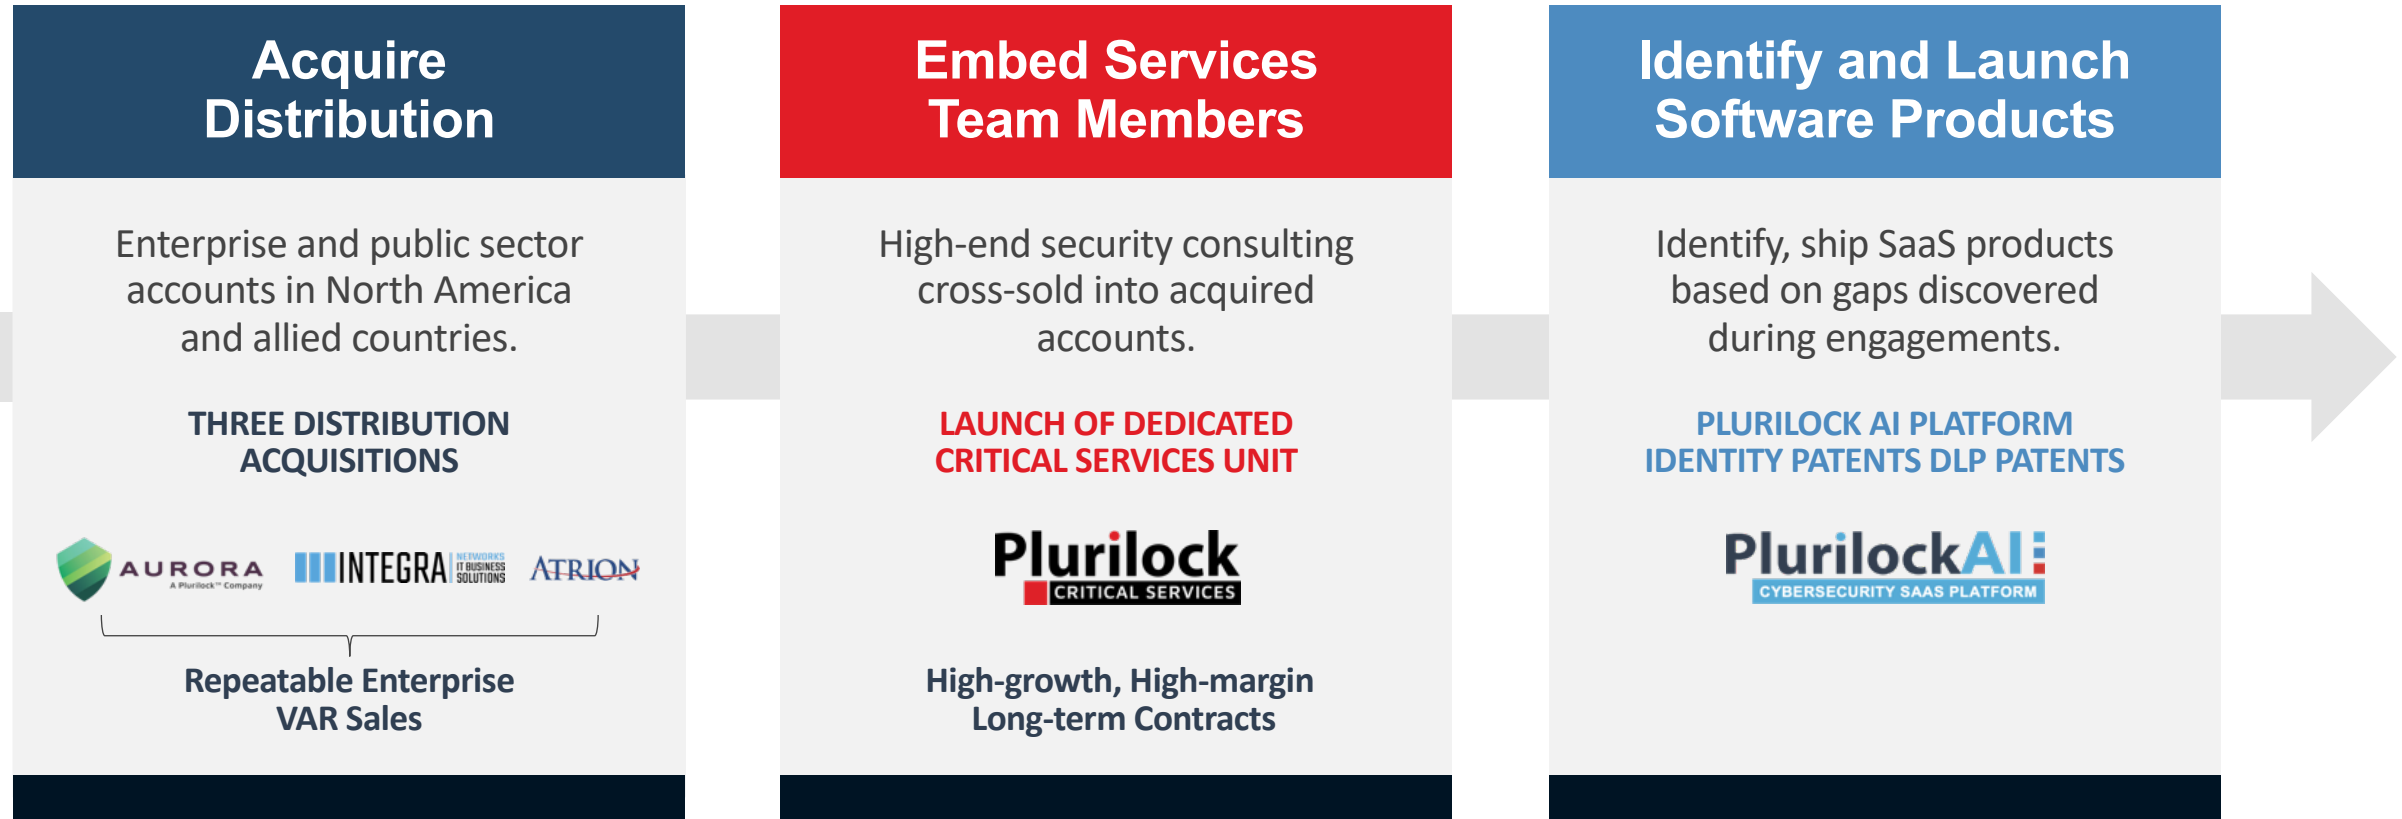 Acquire
Distribution
Enterprise and public sector
accounts in North America
and allied countries.
THREE DISTRIBUTION
ACQUISITIONS
AURORA
A Plurilock™ Company
INTEGRA
NETWORKS
IT BUSINESS
SOLUTIONS
ATRION
Repeatable Enterprise
VAR Sales
Embed Services
Team Members
High-end security consulting
cross-sold into acquired
accounts.
LAUNCH OF DEDICATED
CRITICAL SERVICES UNIT
Plurilock
CRITICAL SERVICES
High-growth, High-margin
Long-term Contracts
Identify and Launch
Software Products
Identify, ship SaaS products
based on gaps discovered
during engagements.
PLURILOCK AI PLATFORM
IDENTITY PATENTS DLP PATENTS
PlurilockAI
CYBERSECURITY SAAS PLATFORM